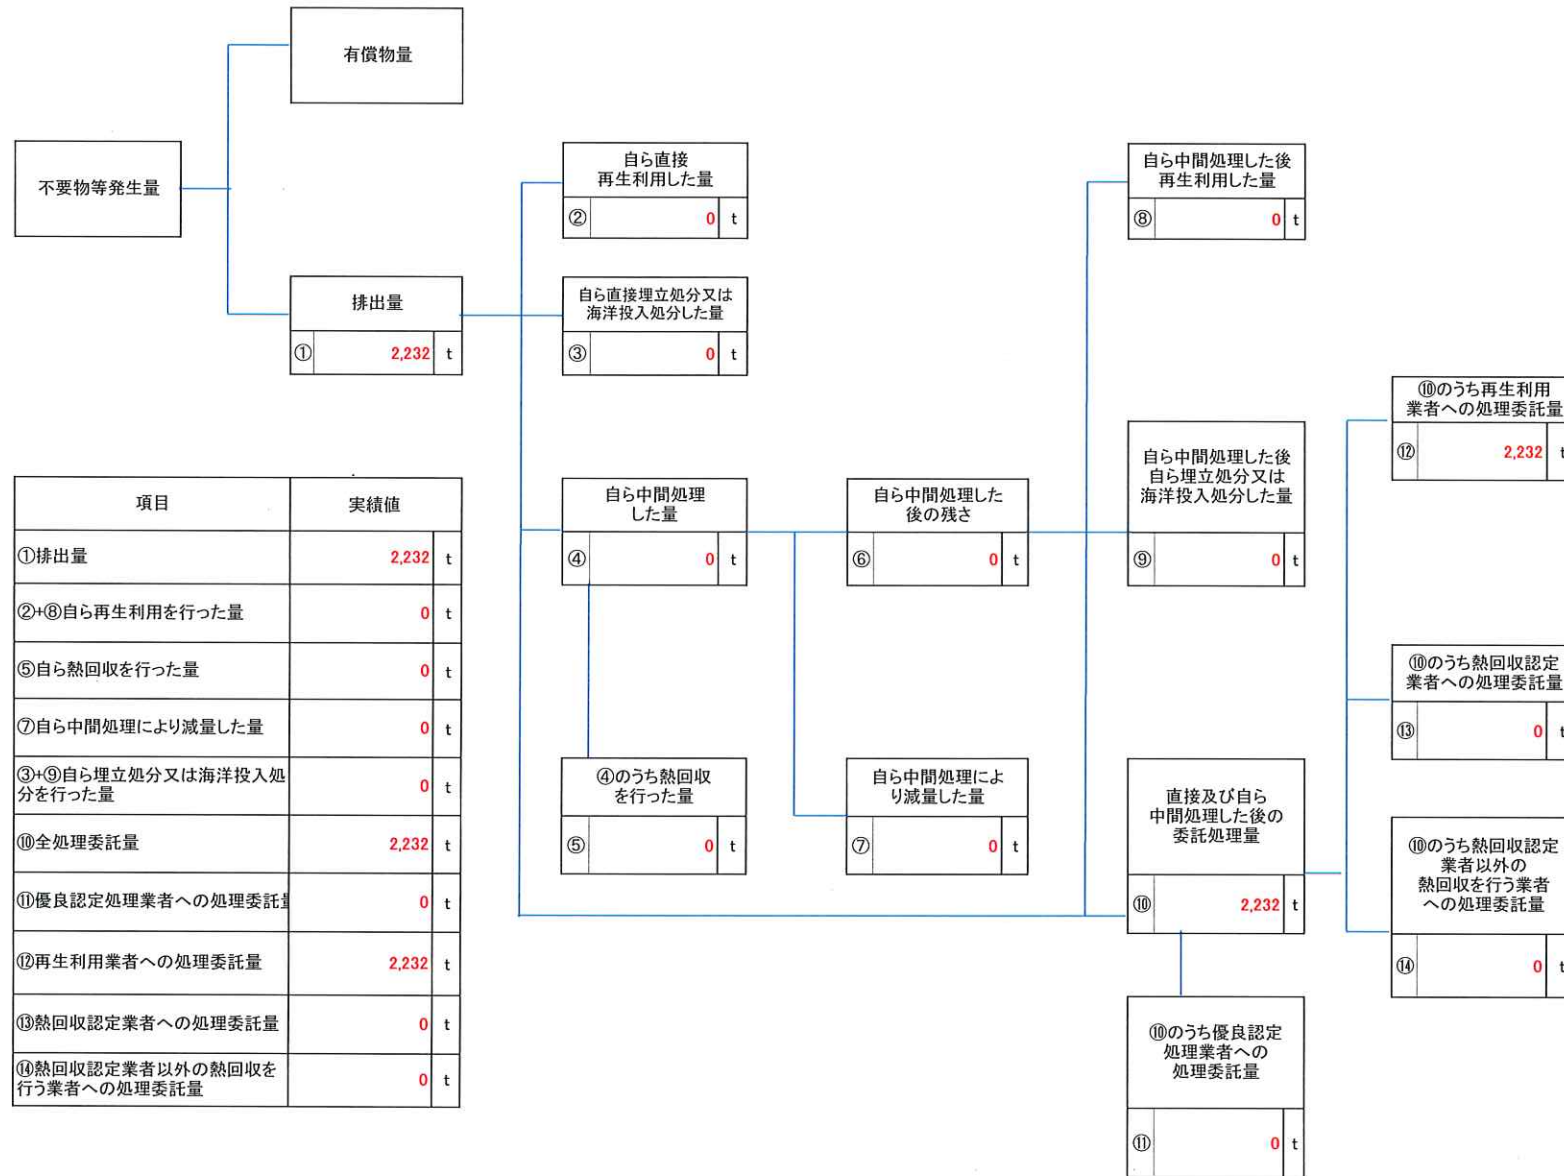 有償物量
不要物等発生量
排出量
① 2,232 t
自ら直接
再生利用した量
② 0 t
自ら直接埋立処分又は
海洋投入処分した量
③ 0 t
自ら中間処理
した量
④ 0 t
④のうち熱回収
を行った量
⑤ 0 t
自ら中間処理した
後の残さ
⑥ 0 t
自ら中間処理によ
り減量した量
⑦ 0 t
自ら中間処理した後
再生利用した量
⑧ 0 t
自ら中間処理した後
自ら埋立処分又は
海洋投入処分した量
⑨ 0 t
直接及び自ら
中間処理した後の
委託処理量
⑩ 2,232 t
⑩のうち優良認定
処理業者への
処理委託量
⑪ 0 t
⑩のうち再生利用
業者への処理委託量
⑫ 2,232 t
⑩のうち熱回収認定
業者への処理委託量
⑬ 0 t
⑩のうち熱回収認定
業者以外の
熱回収を行う業者
への処理委託量
⑭ 0 t
項目 実績値
①排出量 2,232 t
②+⑧自ら再生利用を行った量 0 t
⑤自ら熱回収を行った量 0 t
⑦自ら中間処理により減量した量 0 t
③+⑨自ら埋立処分又は海洋投入処
分を行った量 0 t
⑩全処理委託量 2,232 t
⑪優良認定処理業者への処理委託量 0 t
⑫再生利用業者への処理委託量 2,232 t
⑬熱回収認定業者への処理委託量 0 t
⑭熱回収認定業者以外の熱回収を
行う業者への処理委託量 0 t